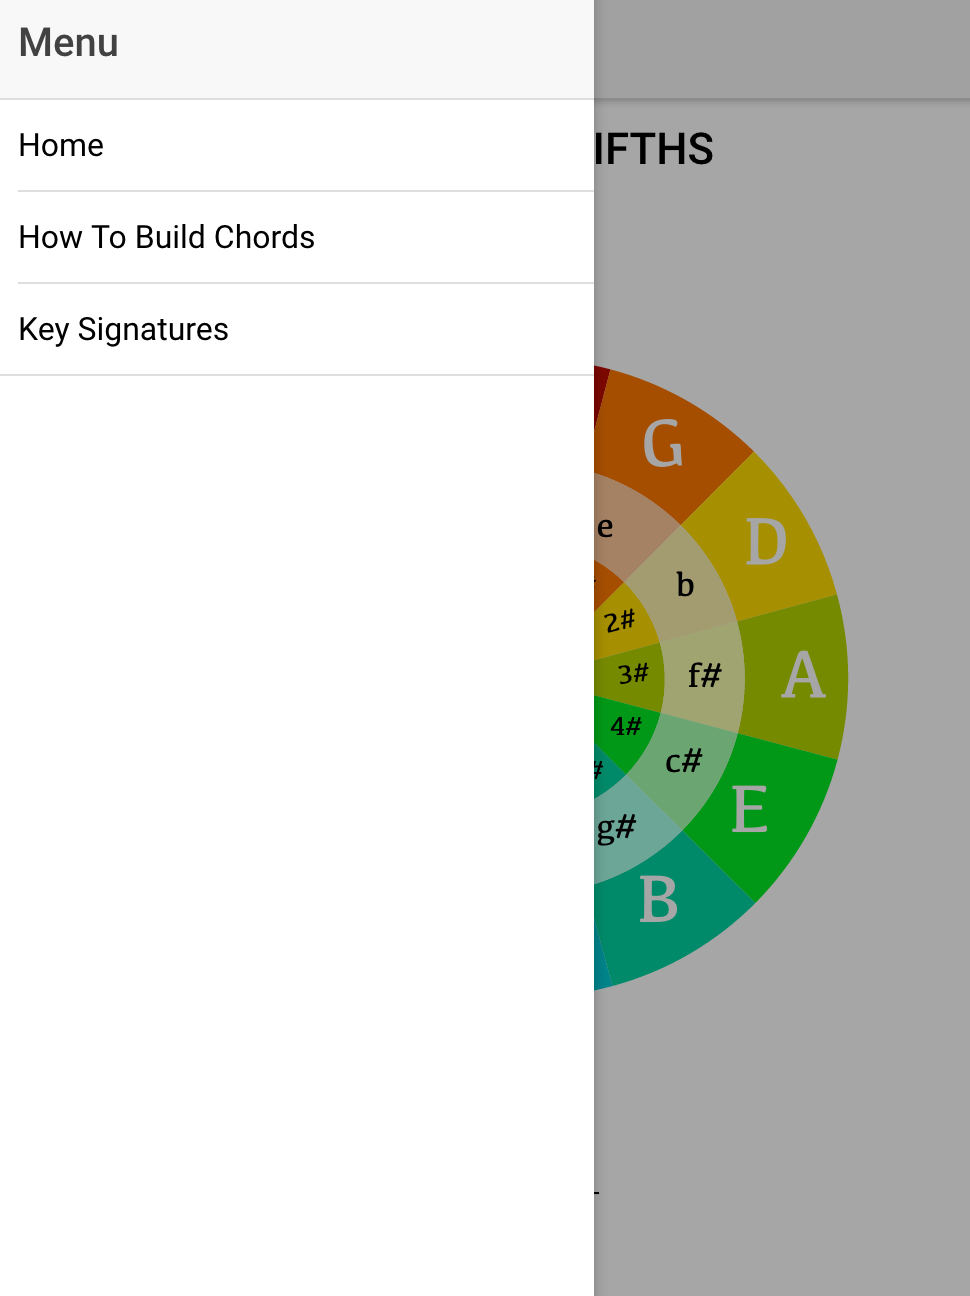 Menu
Home
How To Build Chords
Key Signatures
IFTHS
G
D
A
E
B
e
b
f#
c#
g#
2#
3#
4#
#